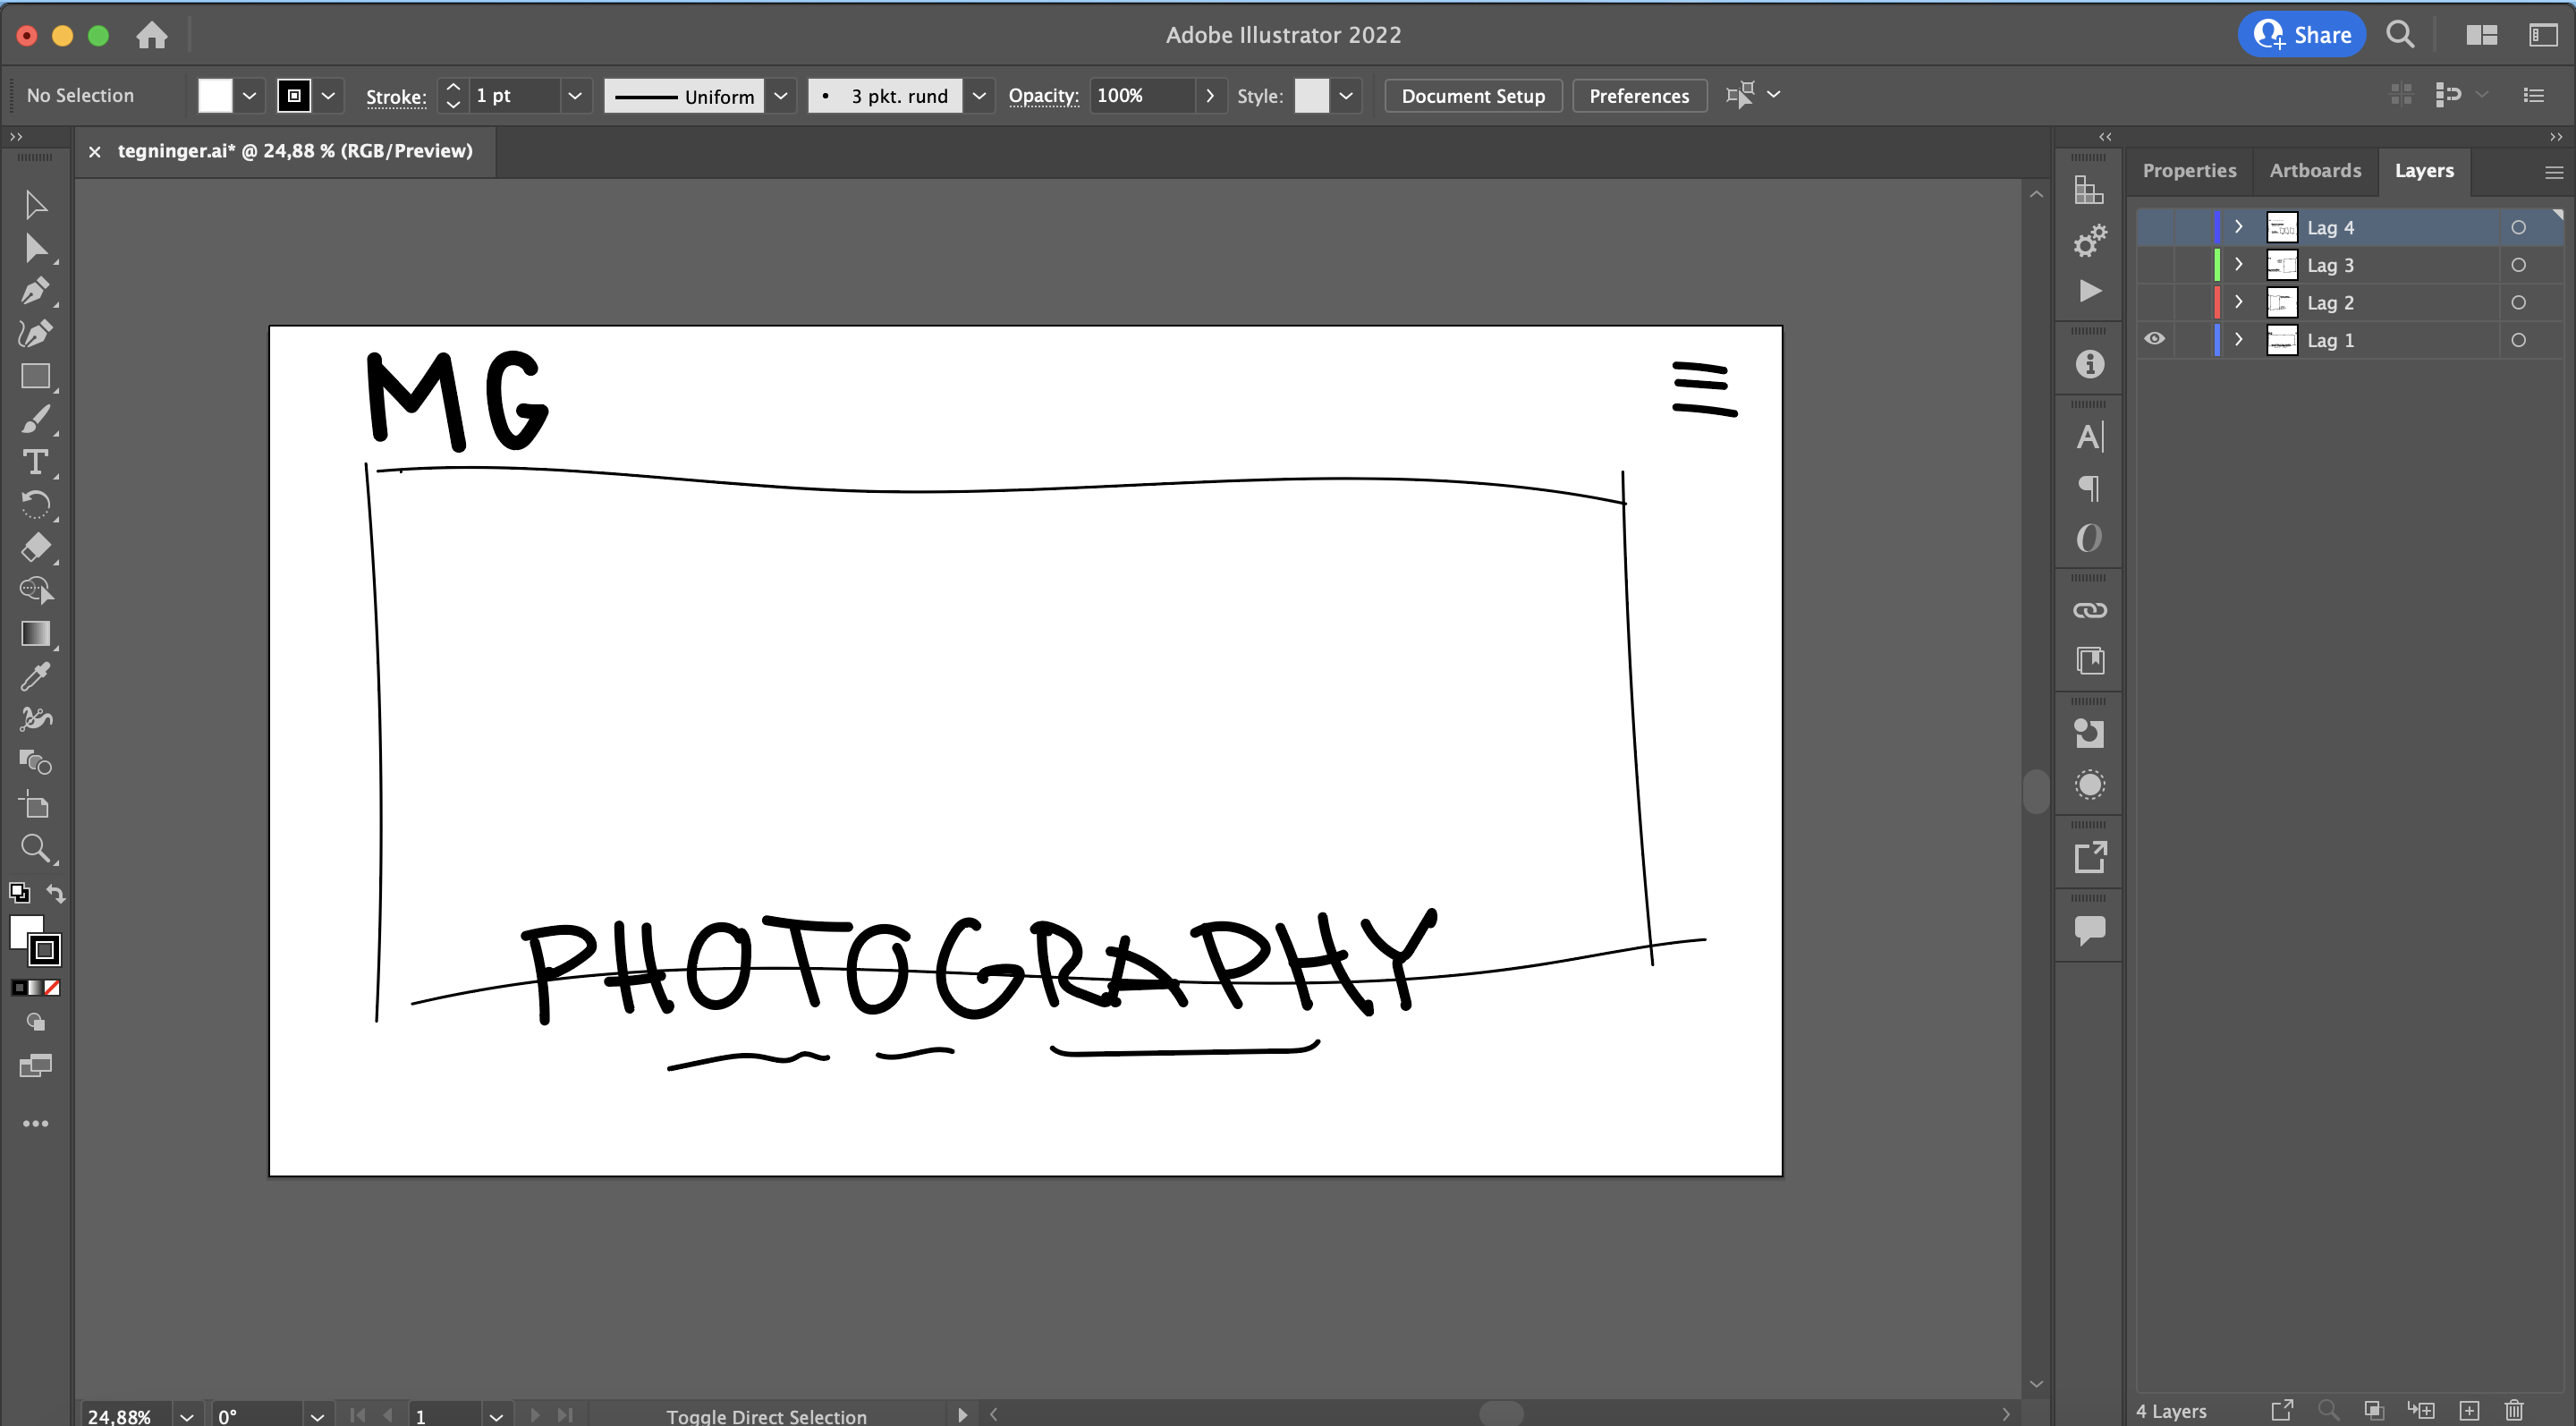 Adobe Illustrator 2022
Share
No Selection
Stroke: 1 pt Uniform • 3 pkt. rund Opacity: 100% Style: Document Setup Preferences
tegninger.ai* @ 24,88 % (RGB/Preview)
Properties Artboards Layers
Lag 4
Lag 3
Lag 2
Lag 1
MG
PHOTOGRAPHY
24,88% 0° 1 Toggle Direct Selection
4 Layers